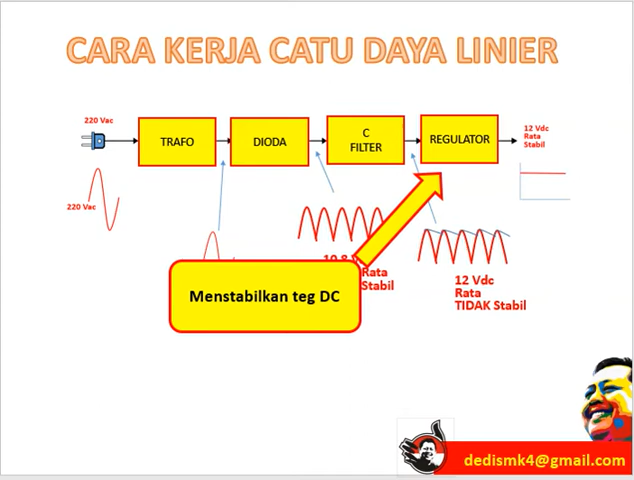 CARA KERJA CATU DAYA LINIER
220 Vac
TRAFO
DIODA
C
FILTER
REGULATOR
12 Vdc
Rata
Stabil
220 Vac
Rata
Stabil
Menstabilkan teg DC
12 Vdc
Rata
TIDAK Stabil
dedismk4@gmail.com